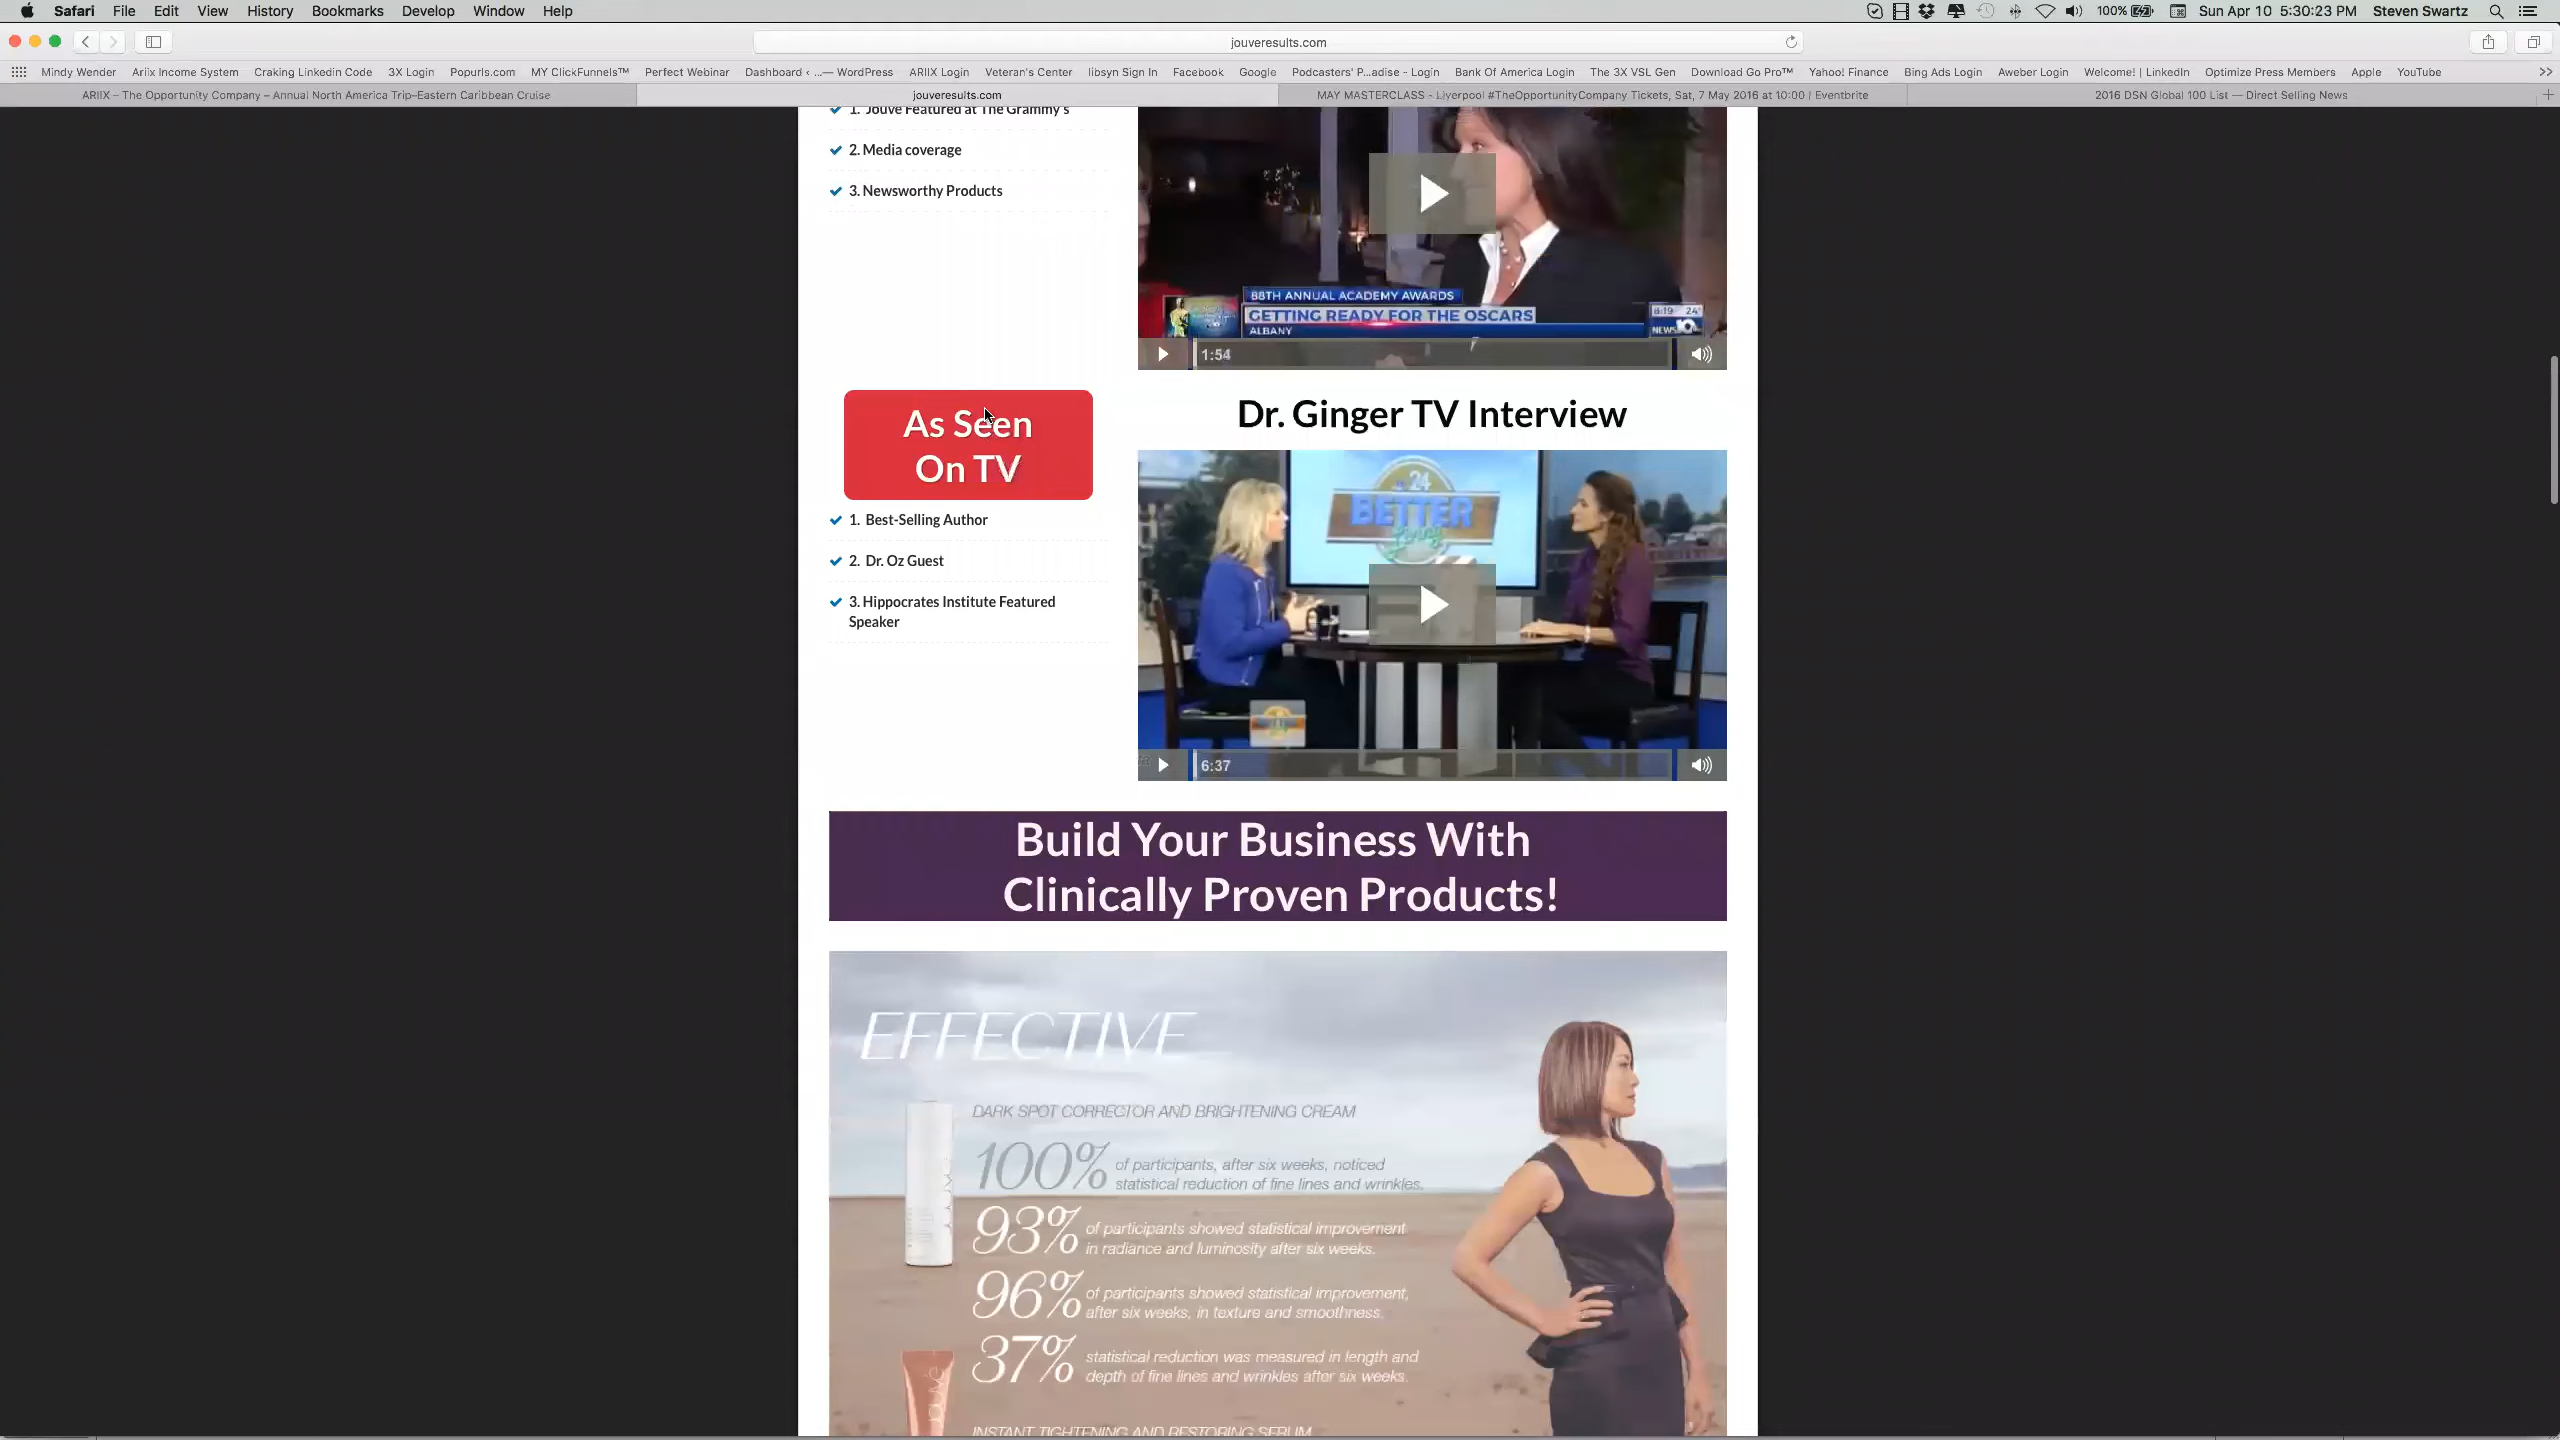 Safari File Edit View History Bookmarks Develop Window Help
100% Sun Apr 10 5:30:23 PM Steven Swartz
jouveresults.com
Mindy Wender Ariix Income System Craking Linkedin Code 3X Login Popurls.com MY ClickFunnels™ Perfect Webinar Dashboard ‹ ...— WordPress ARIIX Login Veteran's Center libsyn Sign In Facebook Google Podcasters' P...adise - Login Bank Of America Login The 3X VSL Gen Download Go Pro™ Yahoo! Finance Bing Ads Login Aweber Login Welcome! | LinkedIn Optimize Press Members Apple YouTube
ARIIX – The Opportunity Company – Annual North America Trip–Eastern Caribbean Cruise
jouveresults.com
MAY MASTERCLASS - Liverpool #TheOpportunityCompany Tickets, Sat, 7 May 2016 at 10:00 | Eventbrite
2016 DSN Global 100 List — Direct Selling News
1. Jouve Featured at The Grammy's
2. Media coverage
3. Newsworthy Products
88TH ANNUAL ACADEMY AWARDS
GETTING READY FOR THE OSCARS
ALBANY
8:19 24°
NEWS 10
1:54
As Seen
On TV
1. Best-Selling Author
2. Dr. Oz Guest
3. Hippocrates Institute Featured
Speaker
Dr. Ginger TV Interview
24
BETTER
Living
6:37
Build Your Business With
Clinically Proven Products!
EFFECTIVE
DARK SPOT CORRECTOR AND BRIGHTENING CREAM
100% of participants, after six weeks, noticed
statistical reduction of fine lines and wrinkles.
93% of participants showed statistical improvement
in radiance and luminosity after six weeks.
96% of participants showed statistical improvement,
after six weeks, in texture and smoothness.
37% statistical reduction was measured in length and
depth of fine lines and wrinkles after six weeks.
JOUVE
INSTANT TIGHTENING AND RESTORING SERUM